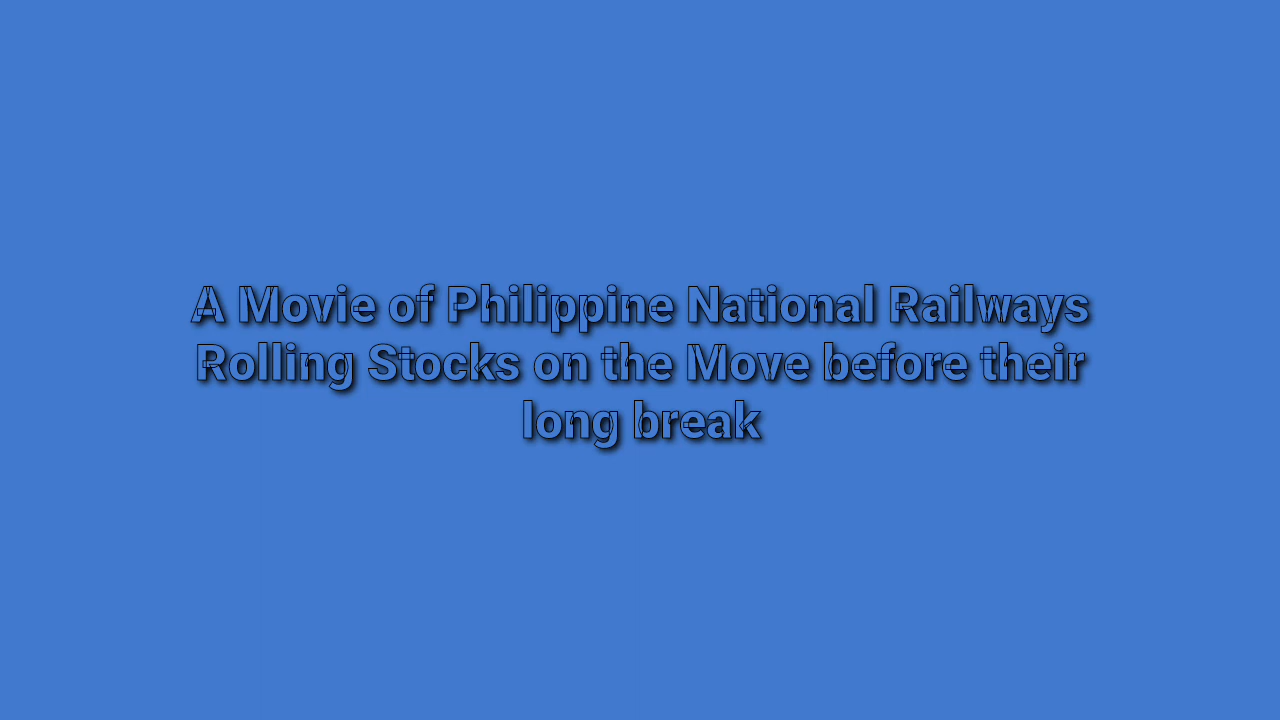 A Movie of Philippine National Railways
Rolling Stocks on the Move before their
long break